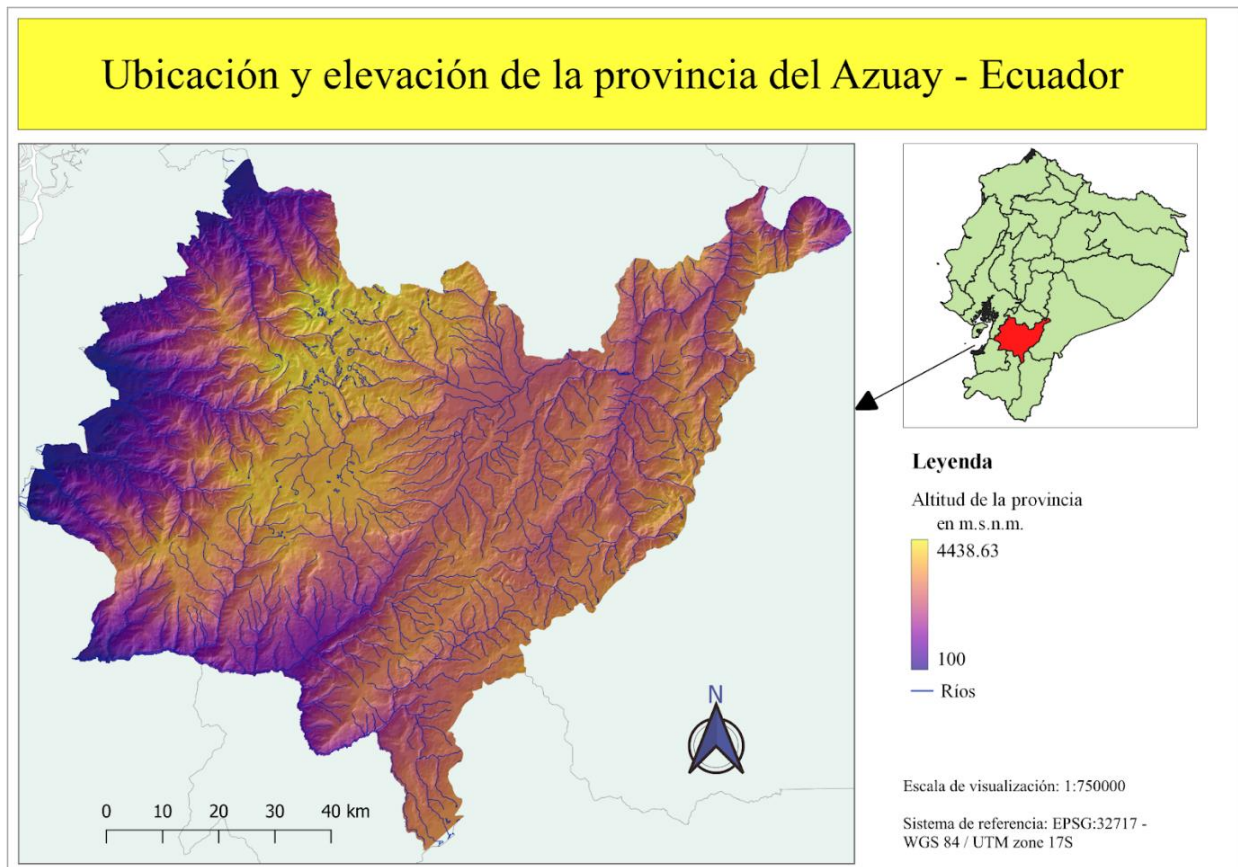 Ubicación y elevación de la provincia del Azuay - Ecuador
N
0 10 20 30 40 km
Leyenda
Altitud de la provincia
en m.s.n.m.
4438.63
100
Ríos
Escala de visualización: 1:750000
Sistema de referencia: EPSG:32717 -
WGS 84 / UTM zone 17S